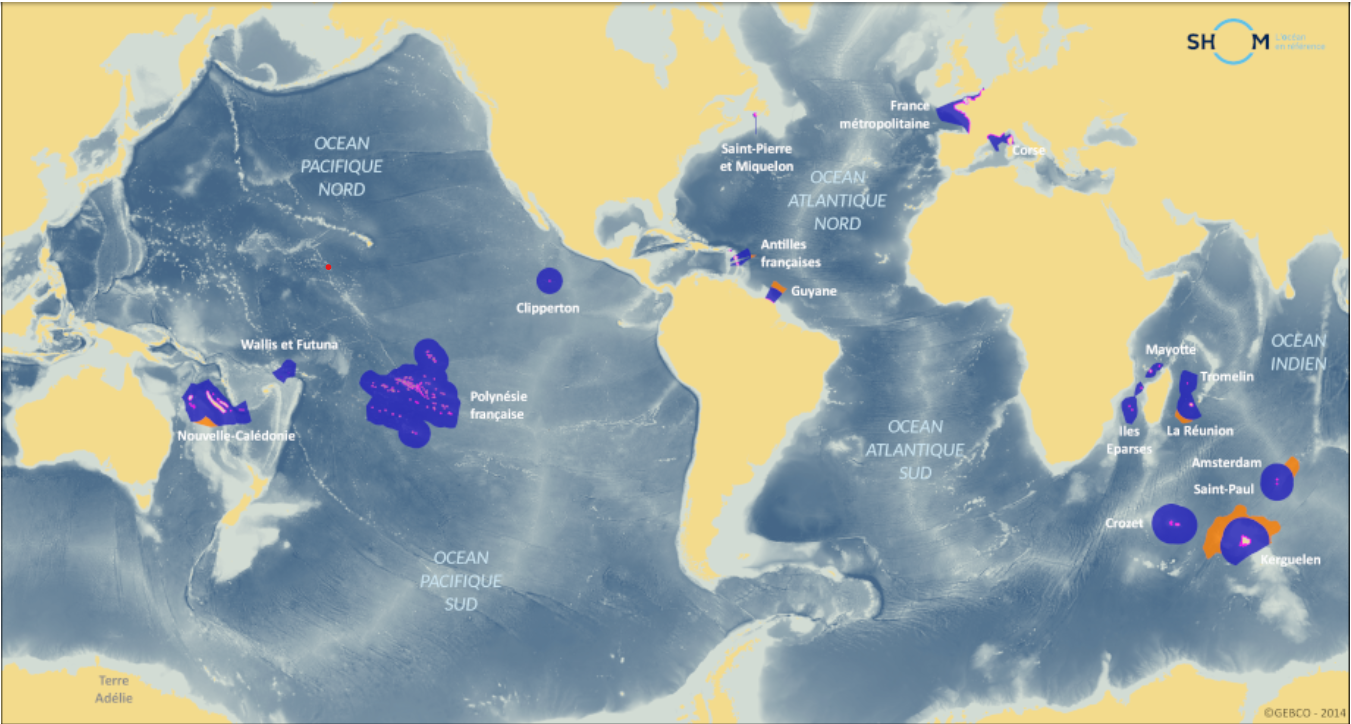 SHOM L'océan
en référence
France
métropolitaine
Corse
Saint-Pierre
et Miquelon
OCEAN
PACIFIQUE
NORD
OCEAN
ATLANTIQUE
NORD
Antilles
françaises
Guyane
Clipperton
Wallis et Futuna
Polynésie
française
Nouvelle-Calédonie
OCEAN
INDIEN
Mayotte
Tromelin
La Réunion
Iles
Eparses
OCEAN
ATLANTIQUE
SUD
Amsterdam
Saint-Paul
Crozet
Kerguelen
OCEAN
PACIFIQUE
SUD
Terre
Adélie
©GEBCO - 2014